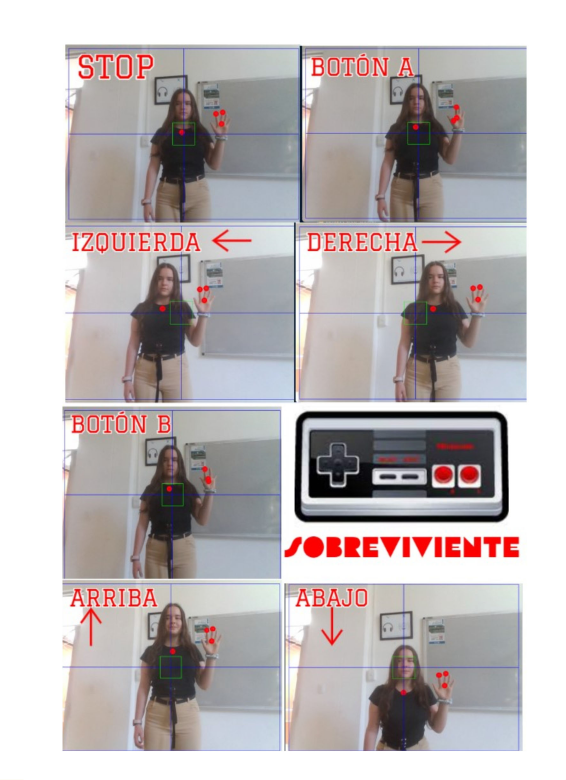 STOP
BOTÓN A
IZQUIERDA
DERECHA
BOTÓN B
SOBREVIVIENTE
ARRIBA
ABAJO